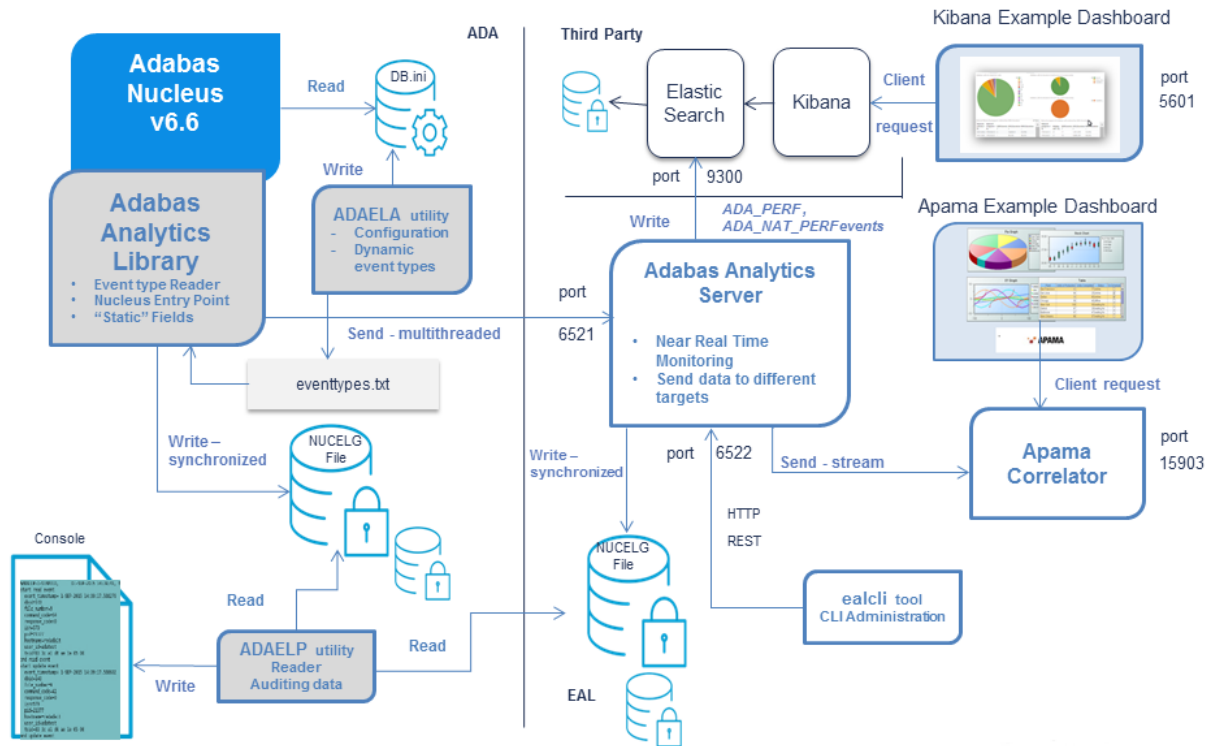 Kibana Example Dashboard
ADA
Third Party
Adabas
Nucleus
v6.6
Read
DB.ini
Elastic
Search
Kibana
Client
request
port
5601
Write
port
9300
Adabas
Analytics
Library
• Event type Reader
• Nucleus Entry Point
• “Static” Fields
ADAELA utility
- Configuration
- Dynamic
event types
Write
ADA_PERF,
ADA_NAT_PERFevents
Apama Example Dashboard
Adabas Analytics
Server
• Near Real Time
Monitoring
• Send data to different
targets
port
6521
Send - multithreaded
eventtypes.txt
APAMA
Client request
Write –
synchronized
NUCELG
File
Write –
synchronized
port
6522
Send - stream
Apama
Correlator
port
15903
HTTP
REST
Console
NUCELG
File
Read
ealcli tool
CLI Administration
ADAELP utility
Reader
Auditing data
Read
Write
EAL